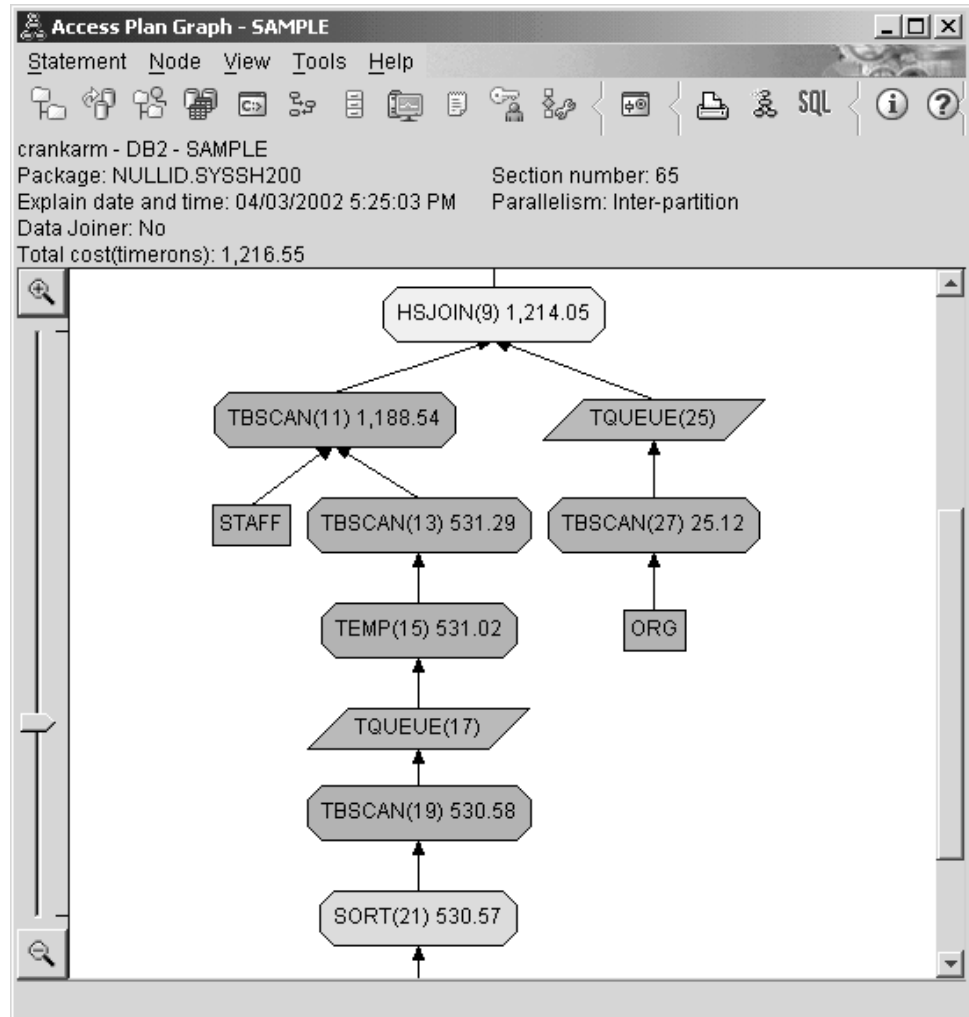 Access Plan Graph - SAMPLE
Statement Node View Tools Help
C:> SQL
crankarm - DB2 - SAMPLE
Package: NULLID.SYSSH200 Section number: 65
Explain date and time: 04/03/2002 5:25:03 PM Parallelism: Inter-partition
Data Joiner: No
Total cost(timerons): 1,216.55
HSJOIN(9) 1,214.05
TBSCAN(11) 1,188.54 TQUEUE(25)
STAFF TBSCAN(13) 531.29 TBSCAN(27) 25.12
TEMP(15) 531.02 ORG
TQUEUE(17)
TBSCAN(19) 530.58
SORT(21) 530.57